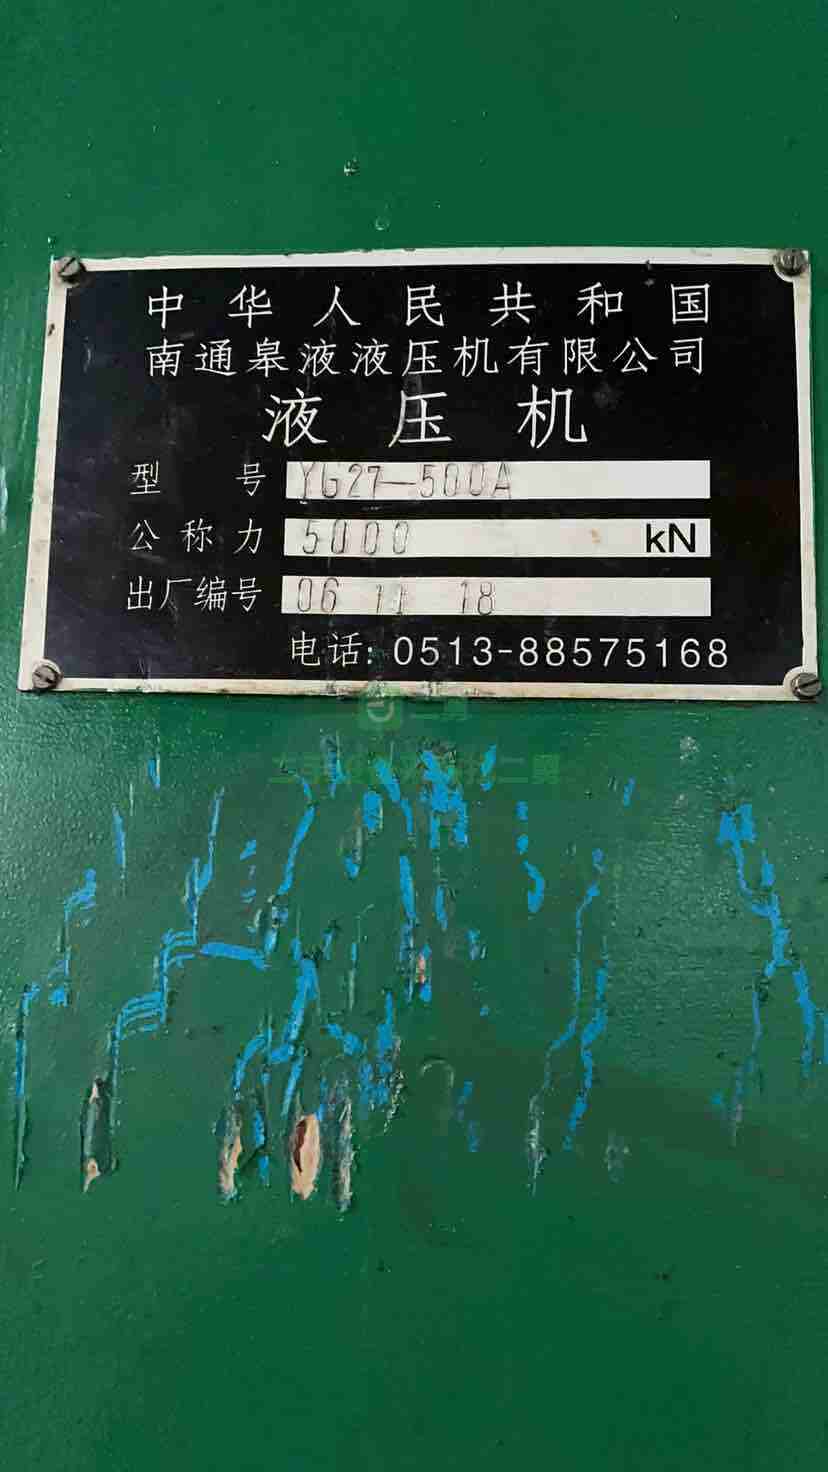 中华人民共和国
南通皋液液压机有限公司
液压机
型号 YG27-500A
公称力 5000 kN
出厂编号 06 11 18
电话: 0513-88575168